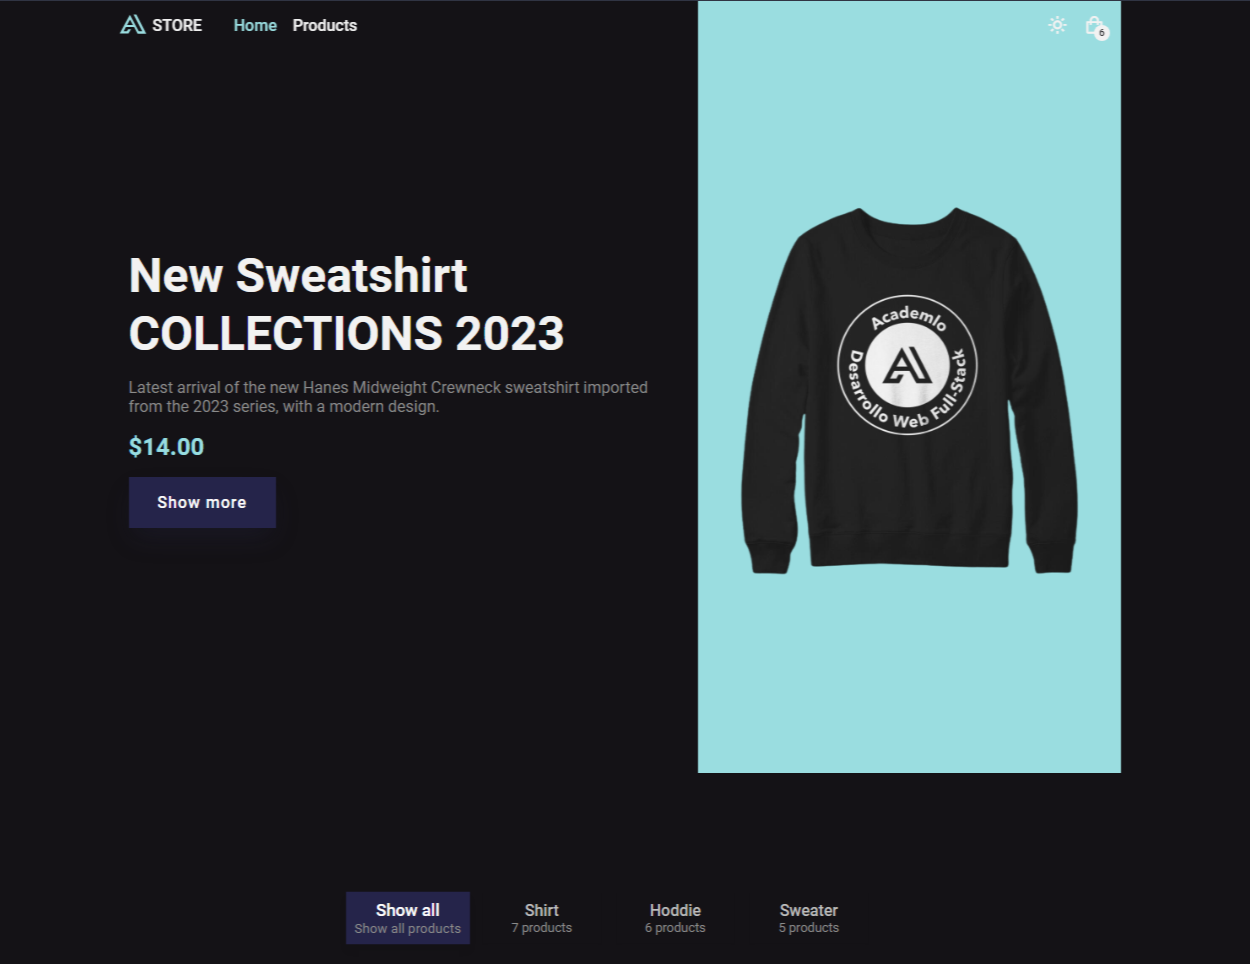 STORE
Home
Products
6
New Sweatshirt
COLLECTIONS 2023
Latest arrival of the new Hanes Midweight Crewneck sweatshirt imported
from the 2023 series, with a modern design.
$14.00
Show more
Academlo
Desarrollo Web Full-Stack
Show all
Show all products
Shirt
7 products
Hoddie
6 products
Sweater
5 products